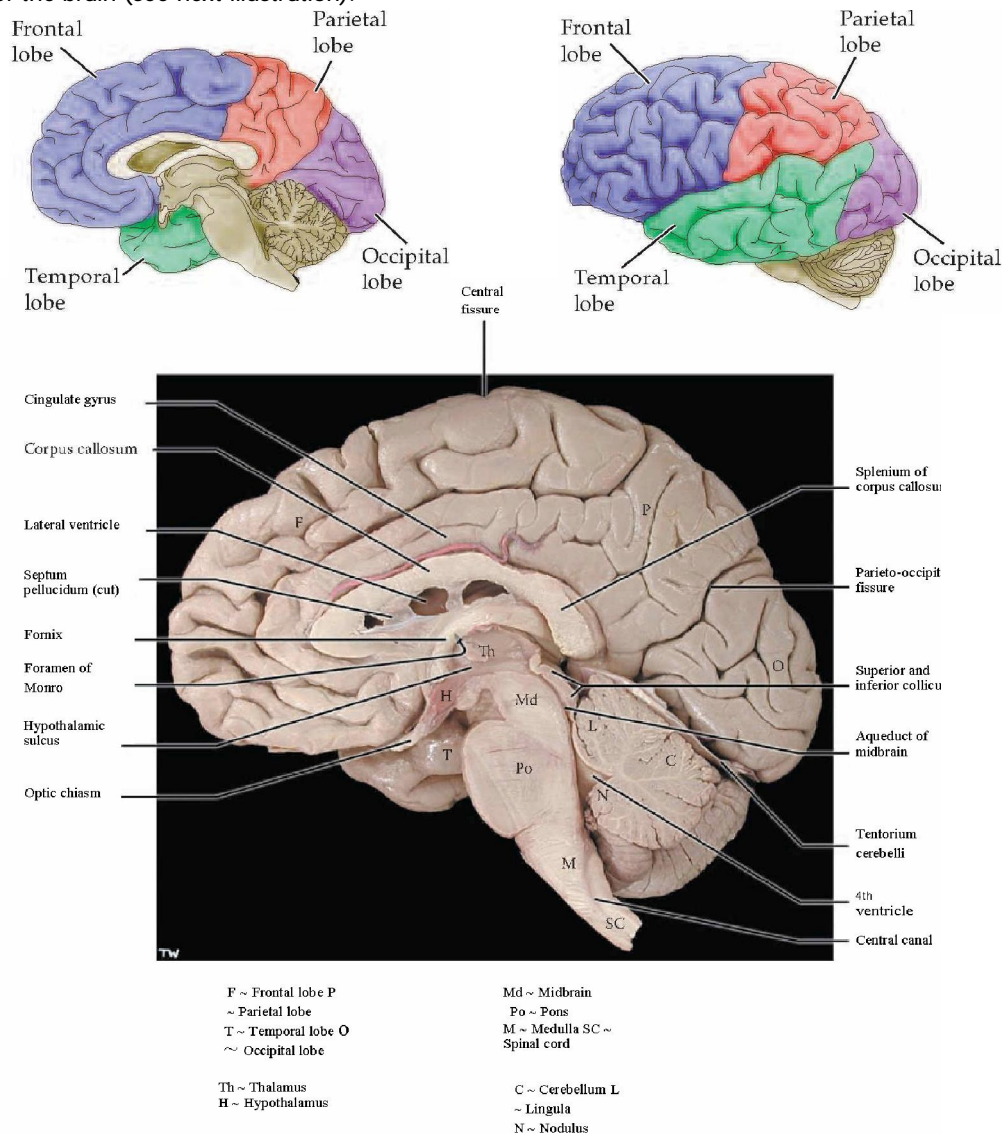 of the brain (see next illustration).
Frontal
lobe
Parietal
lobe
Temporal
lobe
Occipital
lobe
Frontal
lobe
Parietal
lobe
Temporal
lobe
Occipital
lobe
Central
fissure
Cingulate gyrus
Corpus callosum
Lateral ventricle
Septum
pellucidum (cut)
Fornix
Foramen of
Monro
Hypothalamic
sulcus
Optic chiasm
Splenium of
corpus callosu
Parieto-occipit
fissure
Superior and
inferior collicu
Aqueduct of
midbrain
Tentorium
cerebelli
4th
ventricle
Central canal
F
P
O
Th
H
Md
L
T
Po
C
N
M
SC
TW
F ~ Frontal lobe P
~ Parietal lobe
T ~ Temporal lobe O
~ Occipital lobe
Th ~ Thalamus
H ~ Hypothalamus
Md ~ Midbrain
Po ~ Pons
M ~ Medulla SC ~
Spinal cord
C ~ Cerebellum L
~ Lingula
N ~ Nodulus